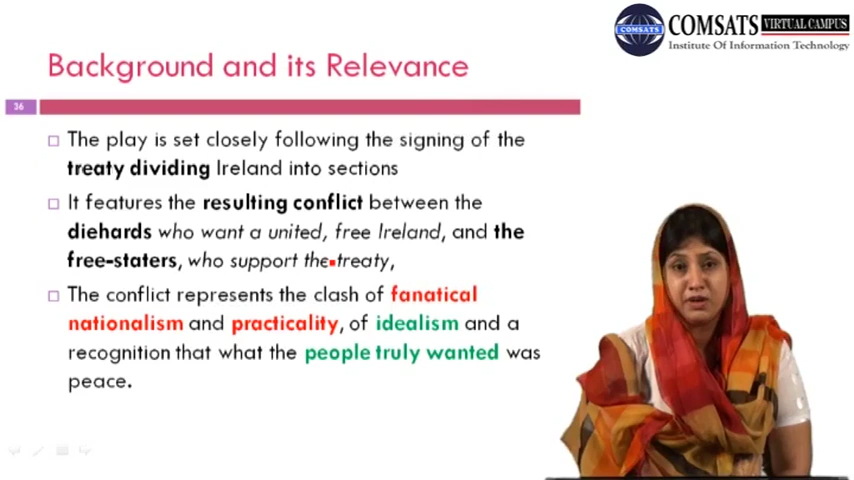 COMSATS
COMSATS VIRTUAL CAMPUS
Institute Of Information Technology
Background and its Relevance
36
The play is set closely following the signing of the
treaty dividing Ireland into sections
It features the resulting conflict between the
diehards who want a united, free Ireland, and the
free-staters, who support the treaty,
The conflict represents the clash of fanatical
nationalism and practicality, of idealism and a
recognition that what the people truly wanted was
peace.